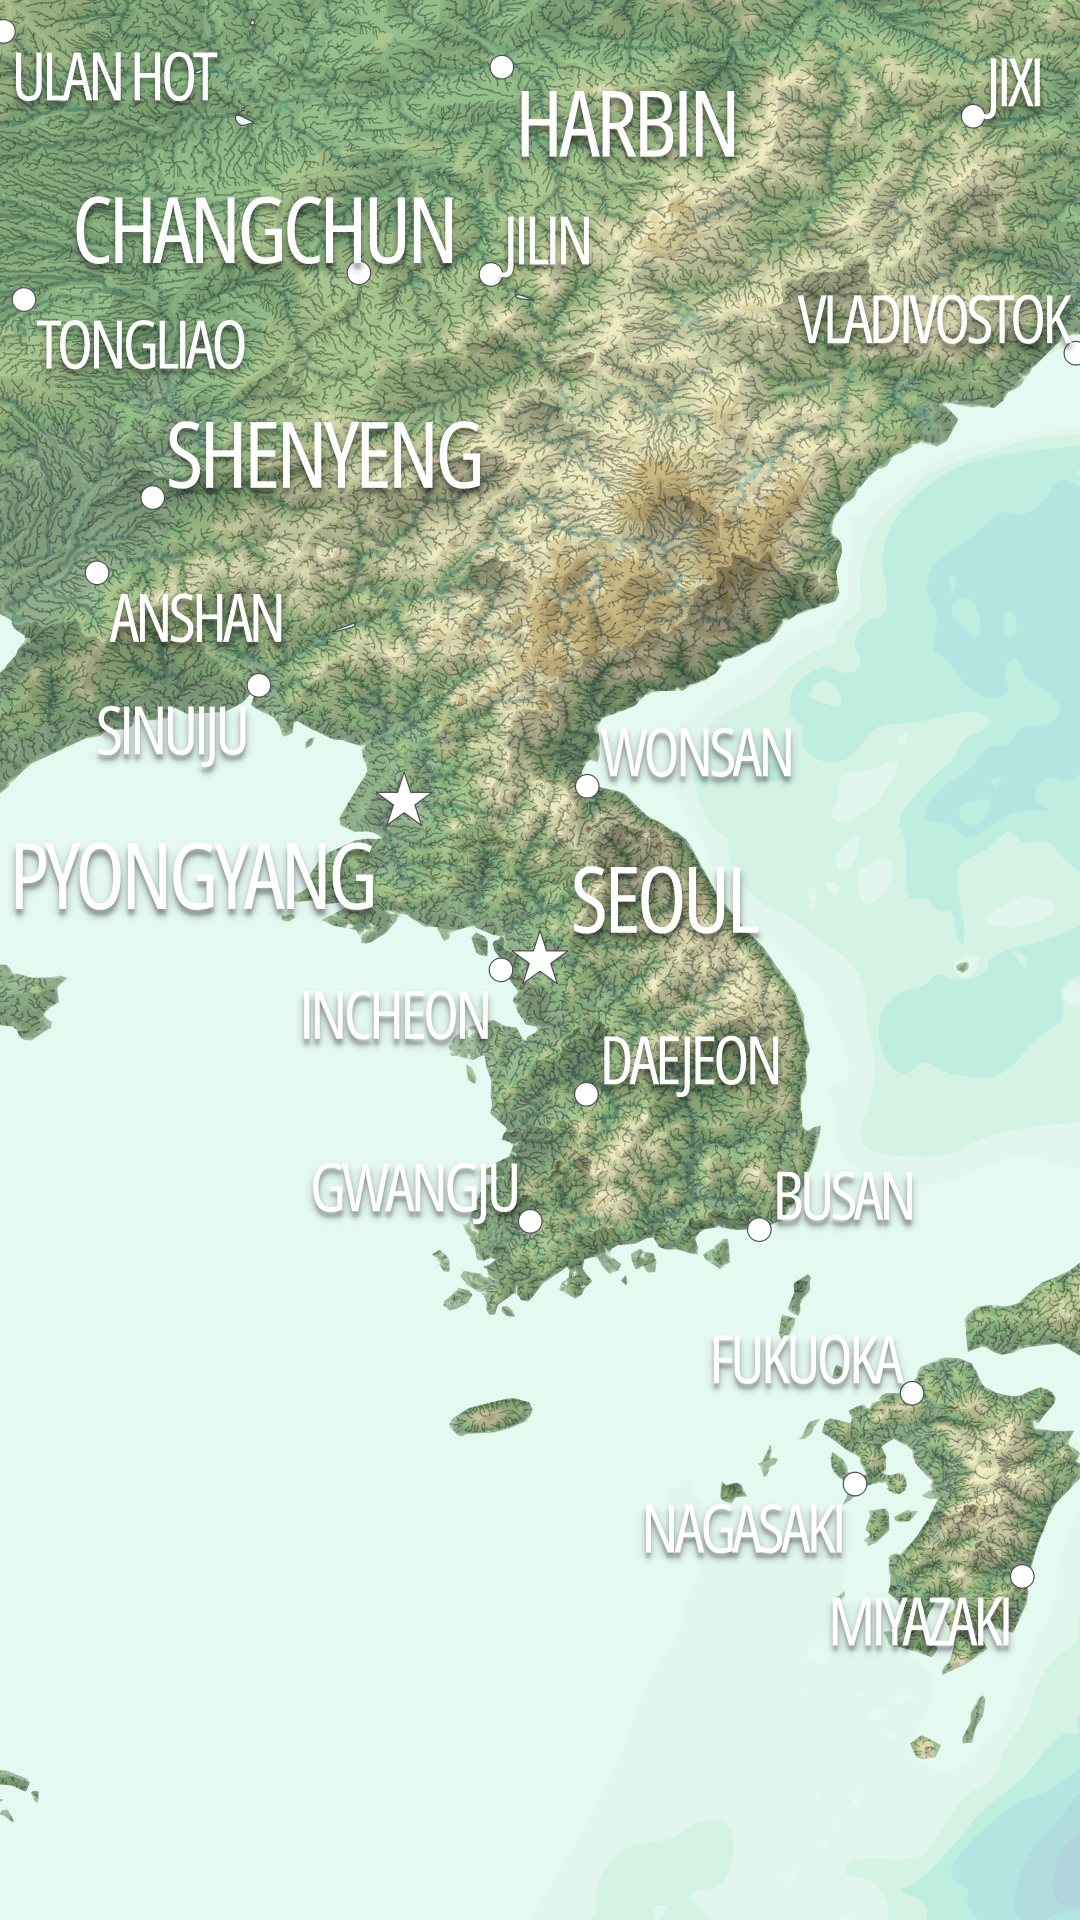 ULAN HOT
JIXI
HARBIN
CHANGCHUN
JILIN
VLADIVOSTOK
TONGLIAO
SHENYENG
ANSHAN
SINUIJU
WONSAN
PYONGYANG
SEOUL
INCHEON
DAEJEON
GWANGJU
BUSAN
FUKUOKA
NAGASAKI
MIYAZAKI